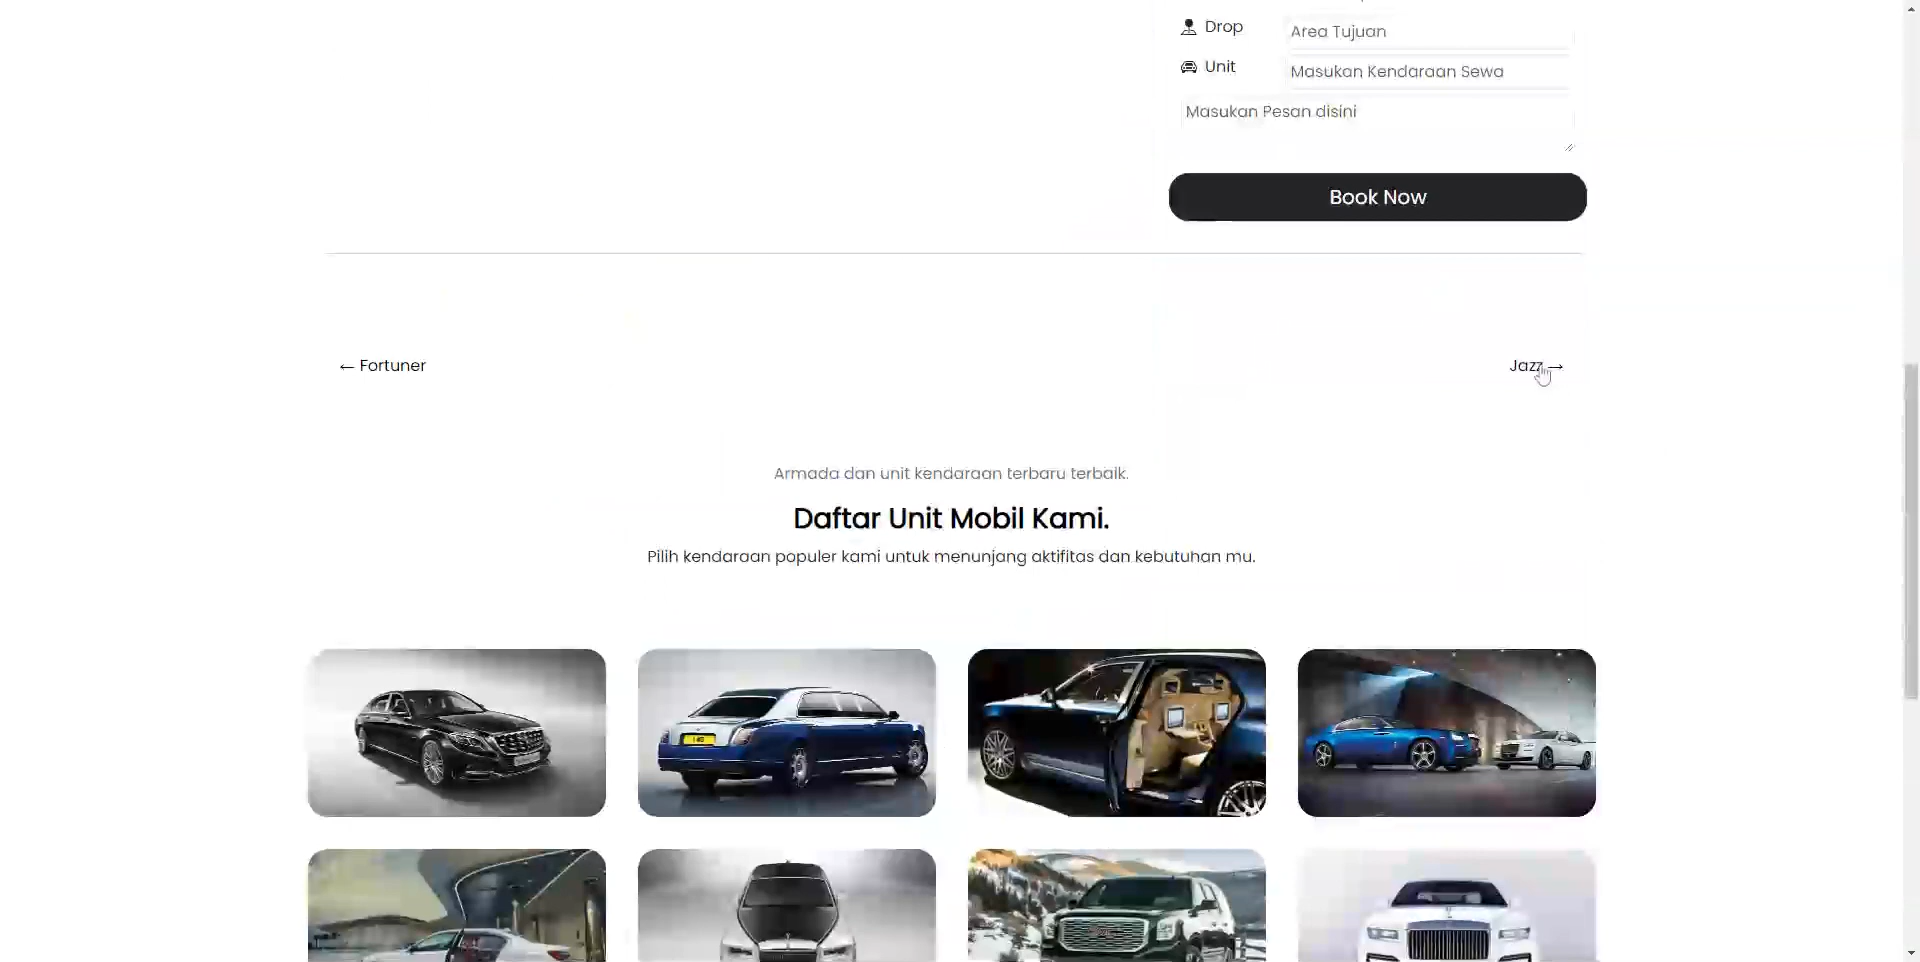 Drop
Area Tujuan
Unit
Masukan Kendaraan Sewa
Masukan Pesan disini
Book Now
← Fortuner
Jazz →
Armada dan unit kendaraan terbaru terbaik.
Daftar Unit Mobil Kami.
Pilih kendaraan populer kami untuk menunjang aktifitas dan kebutuhan mu.